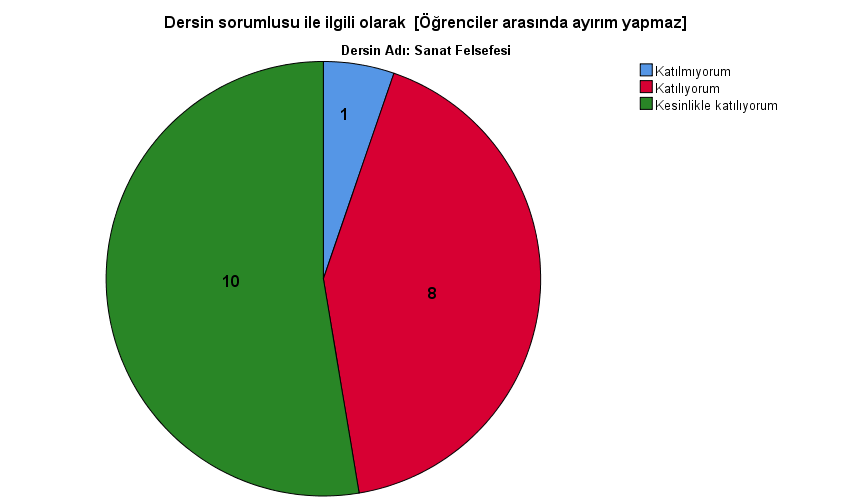 Dersin sorumlusu ile ilgili olarak [Öğrenciler arasında ayırım yapmaz]
Dersin Adı: Sanat Felsefesi
Katılmıyorum
Katılıyorum
Kesinlikle katılıyorum
1
10
8